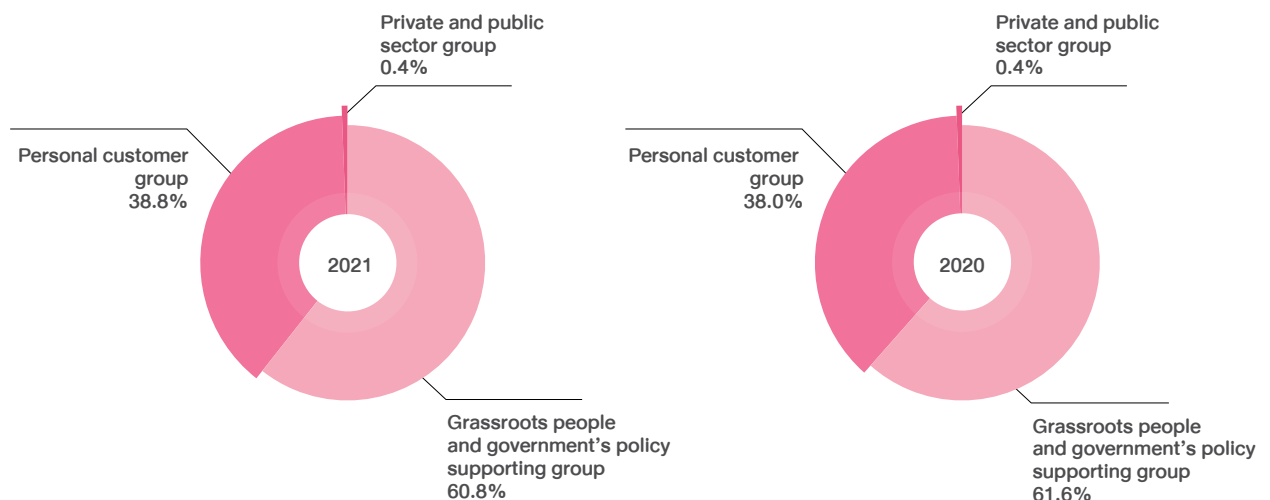 Private and public
sector group
0.4%
Personal customer
group
38.8%
2021
Grassroots people
and government's policy
supporting group
60.8%
Private and public
sector group
0.4%
Personal customer
group
38.0%
2020
Grassroots people
and government's policy
supporting group
61.6%